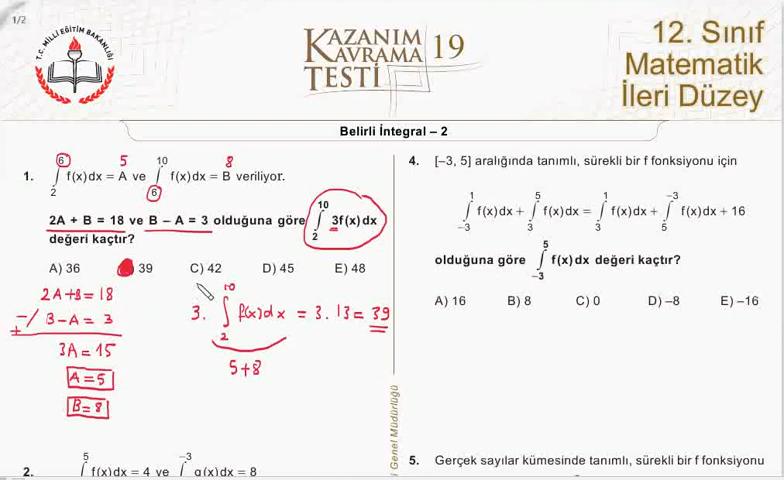 1/2
T.C. MİLLÎ EĞİTİM BAKANLIĞI
KAZANIM
KAVRAMA
TESTİ
19
12. Sınıf
Matematik
İleri Düzey
Belirli İntegral – 2
1. ∫₂⁶ f(x) dx = A ve ∫₆¹⁰ f(x) dx = B veriliyor.
5 8
2A + B = 18 ve B – A = 3 olduğuna göre ∫₂¹⁰ 3f(x) dx
değeri kaçtır?
A) 36 39 C) 42 D) 45 E) 48
2A+B = 18
-/ B-A = 3
+
3A = 15
A = 5
B = 8
3. ∫₂¹⁰ f(x)dx = 3.13 = 39
5+8
2. ∫⁵ f(x) dx = 4 ve ∫⁻³ g(x) dx = 8
4. [–3, 5] aralığında tanımlı, sürekli bir f fonksiyonu için
∫₋₃¹ f(x) dx + ∫₃⁵ f(x) dx = ∫₃¹ f(x) dx + ∫₅⁻³ f(x) dx + 16
olduğuna göre ∫₋₃⁵ f(x) dx değeri kaçtır?
A) 16 B) 8 C) 0 D) –8 E) –16
Genel Müdürlüğü
5. Gerçek sayılar kümesinde tanımlı, sürekli bir f fonksiyonu